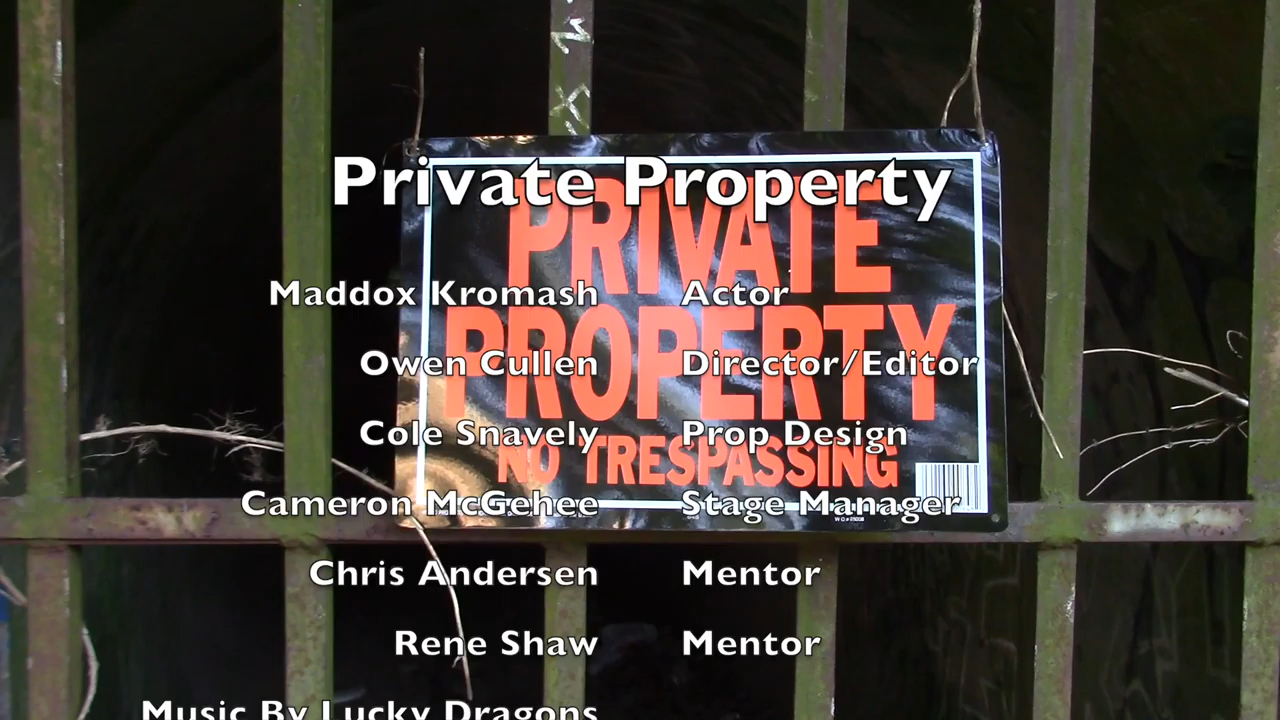 Private Property
PRIVATE
Maddox Kromash Actor
PROPERTY
Owen Cullen Director/Editor
Cole Snavely Prop Design
NO TRESPASSING
Cameron McGehee Stage Manager
Chris Andersen Mentor
Rene Shaw Mentor
Music By Lucky Dragons